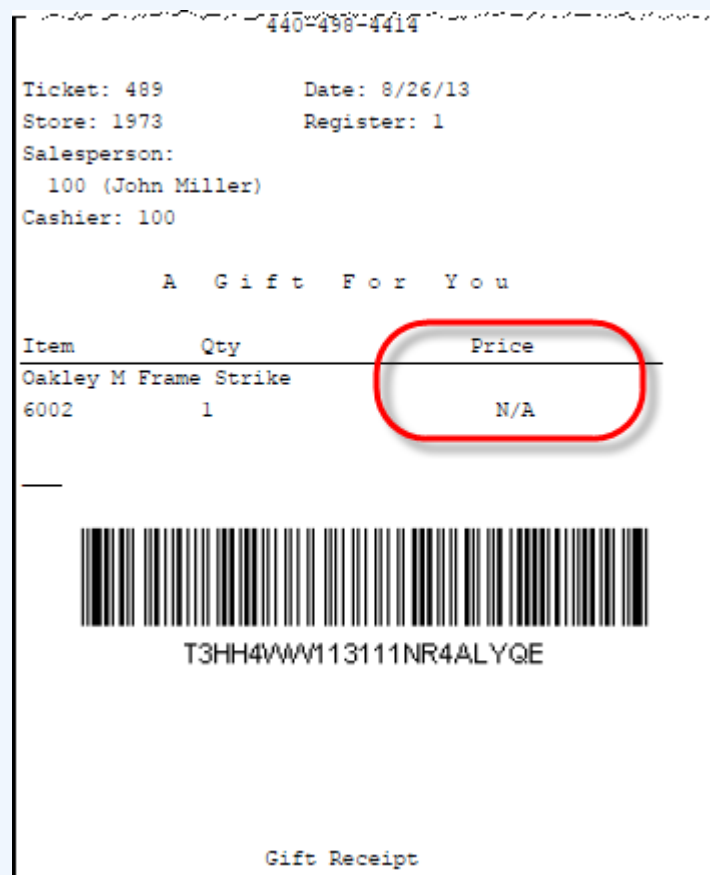 440-498-4414
Ticket: 489 Date: 8/26/13
Store: 1973 Register: 1
Salesperson:
100 (John Miller)
Cashier: 100
A Gift For You
Item Qty Price
Oakley M Frame Strike
6002 1 N/A
T3HH4WW113111NR4ALYQE
Gift Receipt